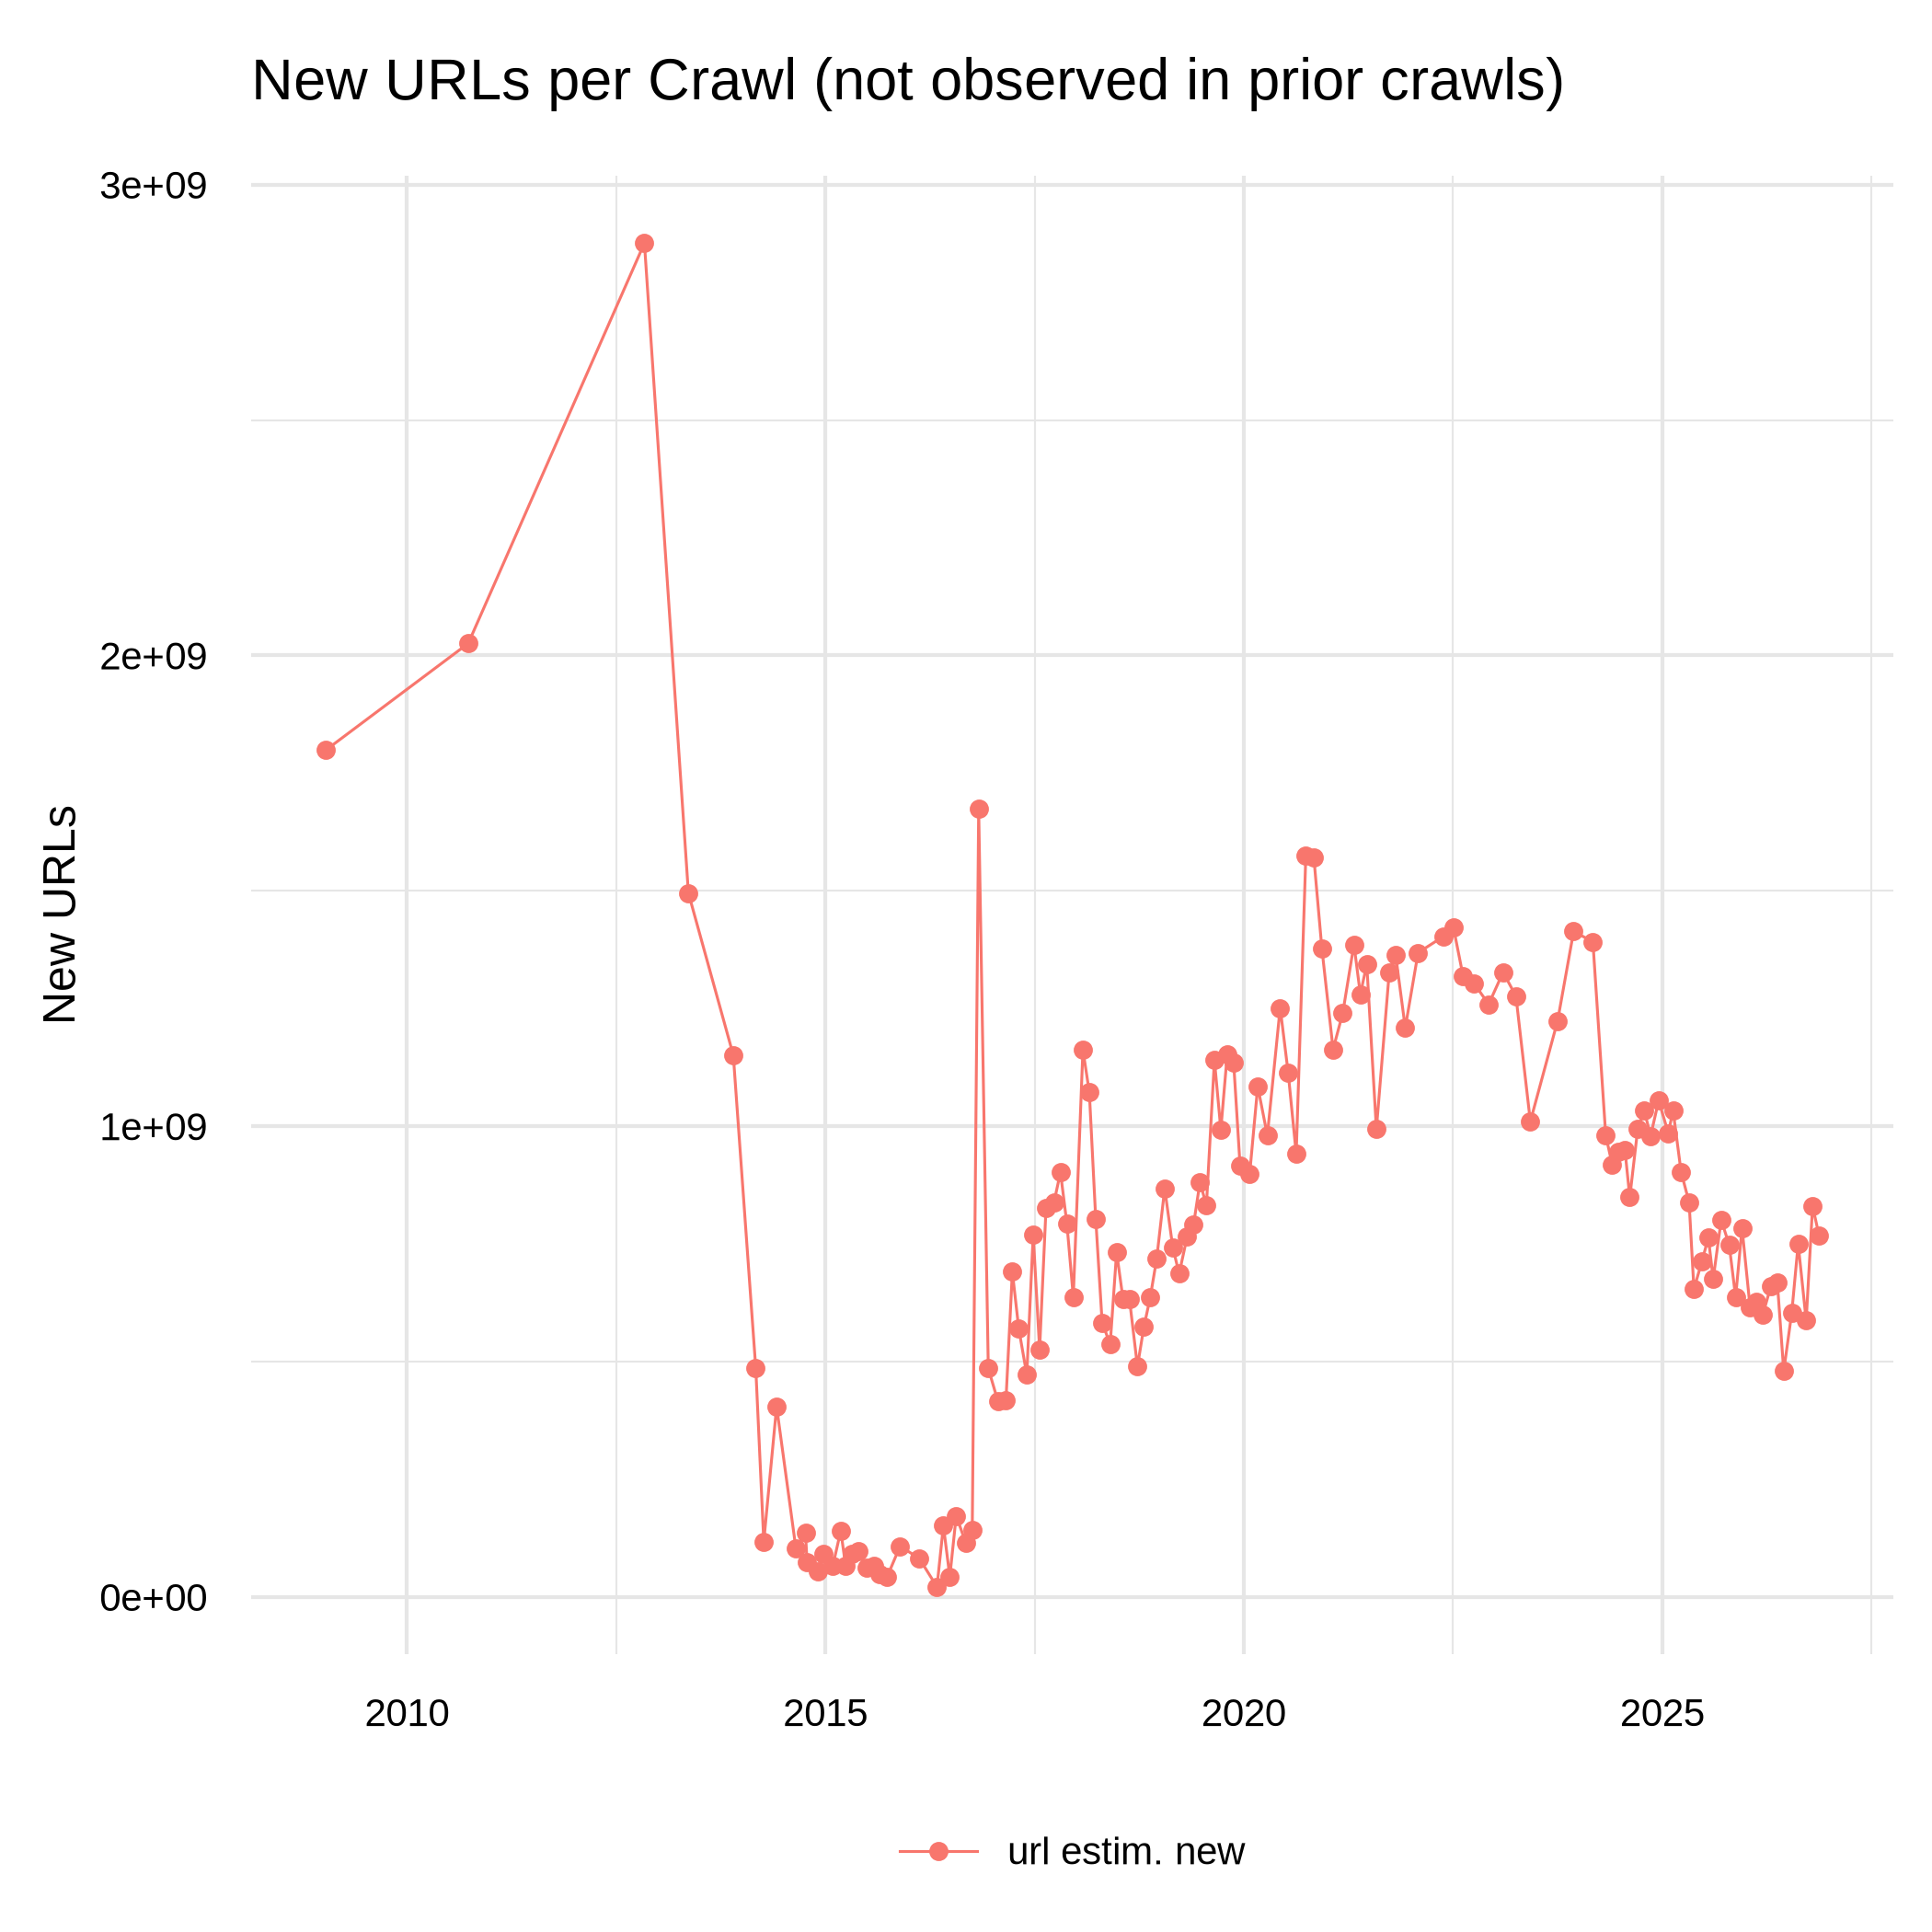 New URLs per Crawl (not observed in prior crawls)
3e+09
2e+09
1e+09
0e+00
New URLs
2010
2015
2020
2025
url estim. new